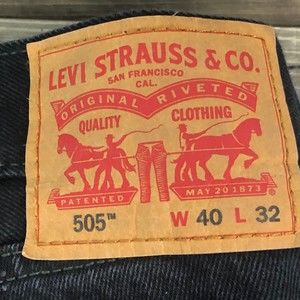 LEVI STRAUSS & CO.
SAN FRANCISCO
CAL.
ORIGINAL RIVETED
QUALITY CLOTHING
PATENTED MAY 20 1873
505™ W 40 L 32